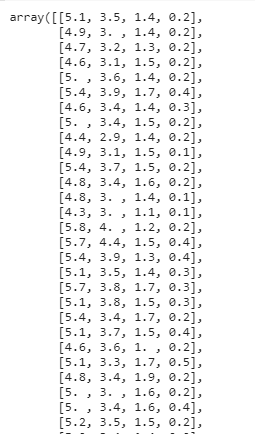 array([[5.1, 3.5, 1.4, 0.2],
[4.9, 3. , 1.4, 0.2],
[4.7, 3.2, 1.3, 0.2],
[4.6, 3.1, 1.5, 0.2],
[5. , 3.6, 1.4, 0.2],
[5.4, 3.9, 1.7, 0.4],
[4.6, 3.4, 1.4, 0.3],
[5. , 3.4, 1.5, 0.2],
[4.4, 2.9, 1.4, 0.2],
[4.9, 3.1, 1.5, 0.1],
[5.4, 3.7, 1.5, 0.2],
[4.8, 3.4, 1.6, 0.2],
[4.8, 3. , 1.4, 0.1],
[4.3, 3. , 1.1, 0.1],
[5.8, 4. , 1.2, 0.2],
[5.7, 4.4, 1.5, 0.4],
[5.4, 3.9, 1.3, 0.4],
[5.1, 3.5, 1.4, 0.3],
[5.7, 3.8, 1.7, 0.3],
[5.1, 3.8, 1.5, 0.3],
[5.4, 3.4, 1.7, 0.2],
[5.1, 3.7, 1.5, 0.4],
[4.6, 3.6, 1. , 0.2],
[5.1, 3.3, 1.7, 0.5],
[4.8, 3.4, 1.9, 0.2],
[5. , 3. , 1.6, 0.2],
[5. , 3.4, 1.6, 0.4],
[5.2, 3.5, 1.5, 0.2],